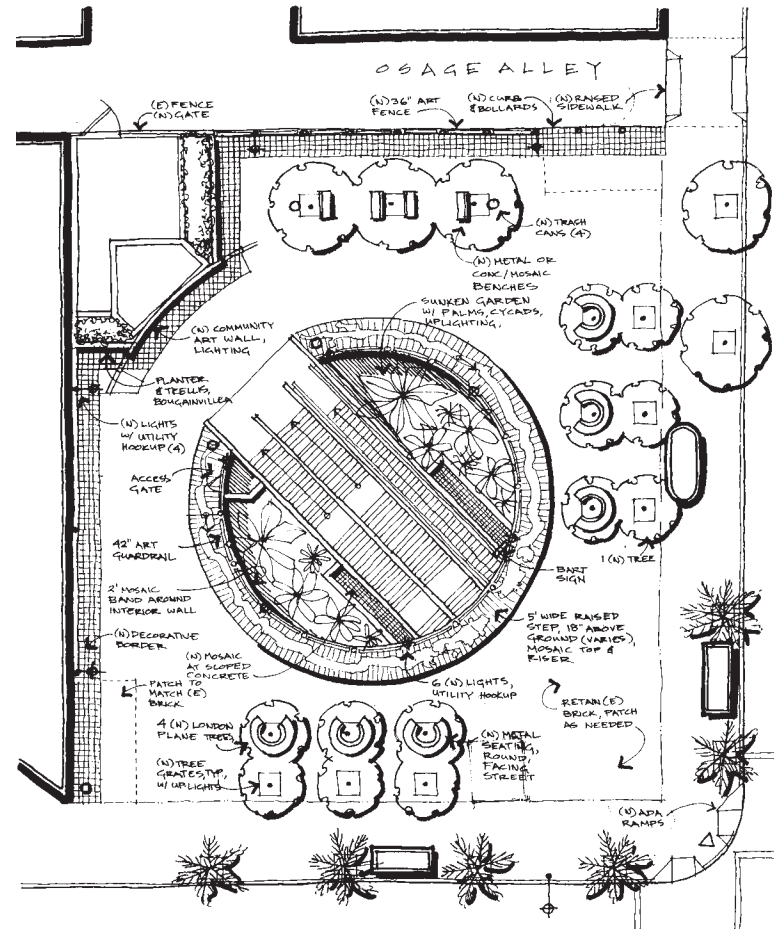 OSAGE ALLEY
(E) FENCE
(N) GATE
(N) 36" ART
FENCE
(N) CURB
& BOLLARDS
(N) RAISED
SIDEWALK
(N) TRASH
CANS (4)
(N) METAL OR
CONC/MOSAIC
BENCHES
SUNKEN GARDEN
W/ PALMS, CYCADS,
UPLIGHTING,
(N) COMMUNITY
ART WALL,
LIGHTING
PLANTER
& TRELLIS,
BOUGAINVILLEA
(N) LIGHTS
W/ UTILITY
HOOKUP (4)
ACCESS
GATE
42" ART
GUARDRAIL
2' MOSAIC
BAND AROUND
INTERIOR WALL
(N) DECORATIVE
BORDER
(N) MOSAIC
AT SLOPED
CONCRETE
PATCH TO
MATCH (E)
BRICK
1 (N) TREE
BART
SIGN
5' WIDE RAISED
STEP, 18" ABOVE
GROUND (VARIES),
MOSAIC TOP &
RISER
6 (N) LIGHTS,
UTILITY HOOKUP
RETAIN (E)
BRICK, PATCH
AS NEEDED
4 (N) LONDON
PLANE TREES
(N) TREE
GRATES, TYP,
W/ UPLIGHTS
(N) METAL
SEATING,
ROUND,
FACING
STREET
(N) ADA
RAMPS